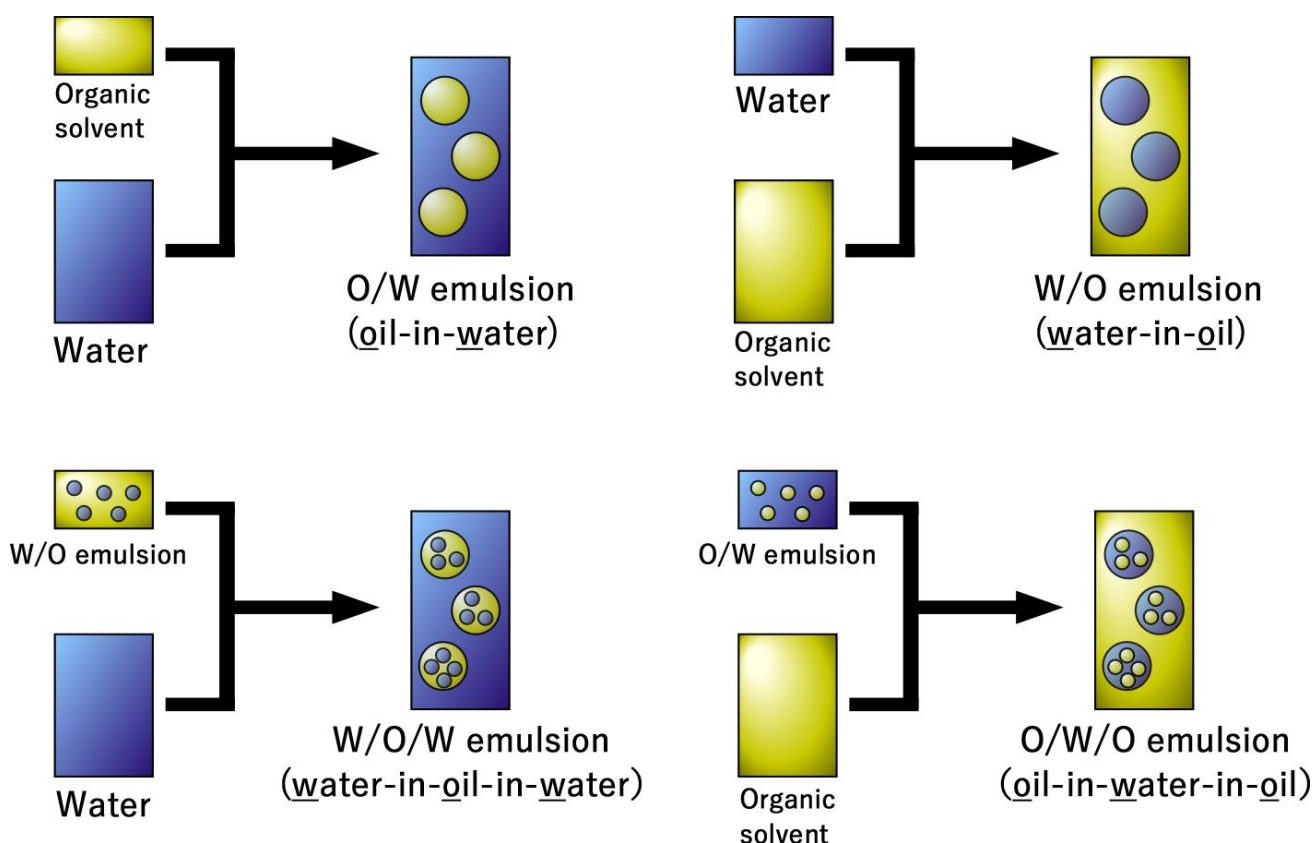 Organic
solvent
Water
O/W emulsion
(oil-in-water)
Water
Organic
solvent
W/O emulsion
(water-in-oil)
W/O emulsion
Water
W/O/W emulsion
(water-in-oil-in-water)
O/W emulsion
Organic
solvent
O/W/O emulsion
(oil-in-water-in-oil)